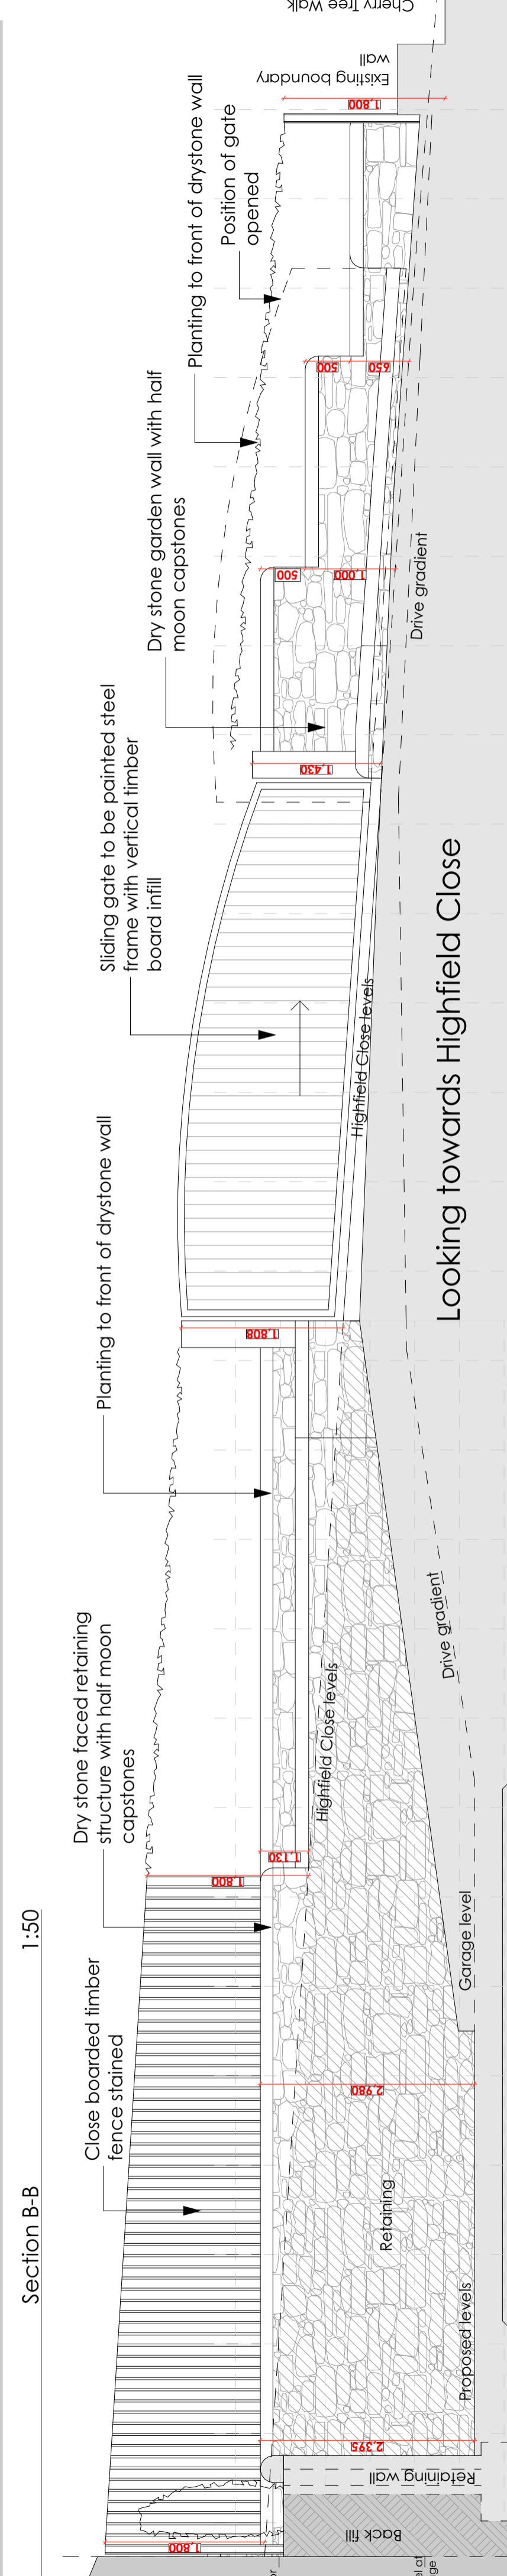 Section B-B
1:50
Close boarded timber
fence stained
Dry stone faced retaining
structure with half moon
capstones
Planting to front of drystone wall
Sliding gate to be painted steel
frame with vertical timber
board infill
Dry stone garden wall with half
moon capstones
Planting to front of drystone wall
Position of gate
opened
Existing boundary
wall
Cherry Tree Walk
1,800
1,800
1,130
1,808
1,430
500
1,000
500
650
1,800
2,395
2,980
Back fill
Retaining wall
Retaining
Proposed levels
Garage level
Highfield Close levels
Drive gradient
Highfield Close levels
Drive gradient
Looking towards Highfield Close